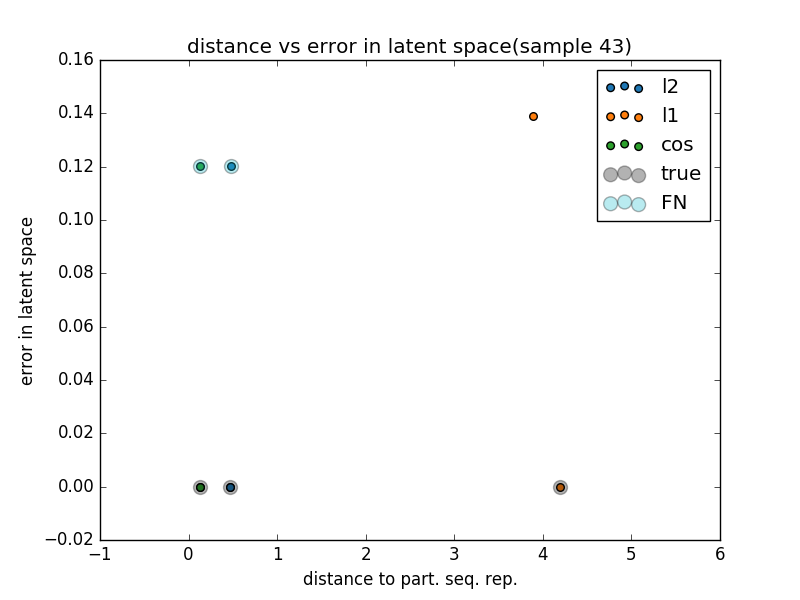 distance vs error in latent space(sample 43)
0.16
0.14
0.12
0.10
0.08
0.06
0.04
0.02
0.00
−0.02
error in latent space
l2
l1
cos
true
FN
−1 0 1 2 3 4 5 6
distance to part. seq. rep.